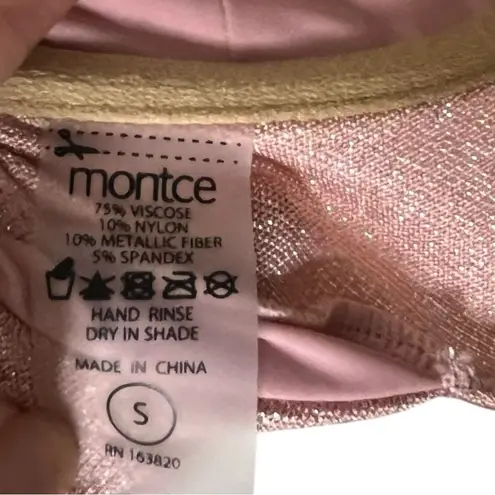 montce
75% VISCOSE
10% NYLON
10% METALLIC FIBER
5% SPANDEX
HAND RINSE
DRY IN SHADE
MADE IN CHINA
S
RN 163820